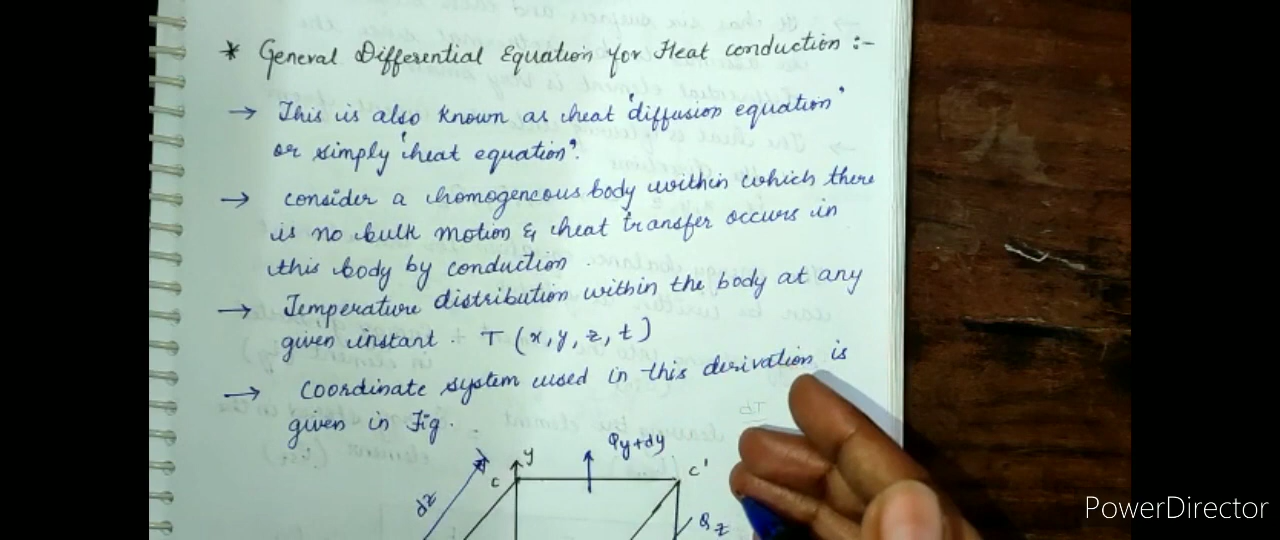 * General Differential Equation for Heat conduction :-
→ This is also known as heat 'diffusion equation'
or simply 'heat equation'.
→ consider a homogeneous body within which there
is no bulk motion & heat transfer occurs in
this body by conduction.
→ Temperature distribution within the body at any
given instant. T (x, y, z, t)
→ Coordinate system used in this derivation is
given in Fig.
Qy+dy
y
c
c'
dz
Qz
dT
PowerDirector